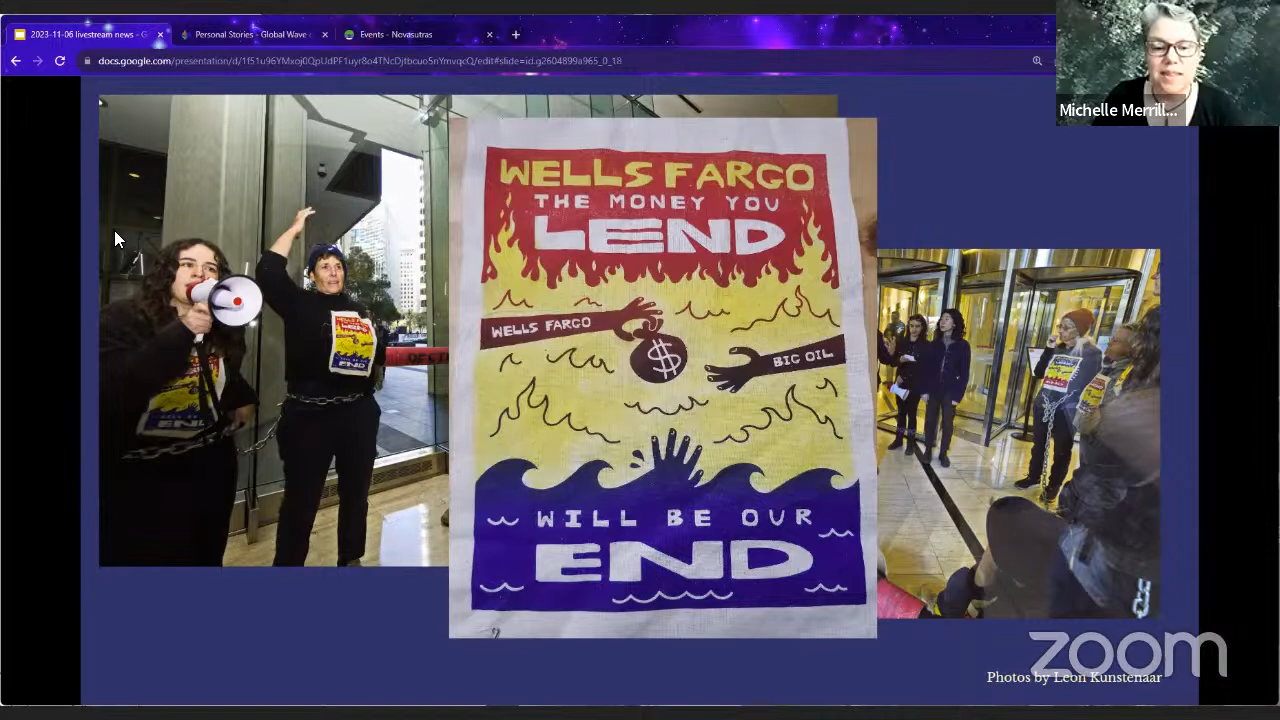 2023-11-06 livestream news - G
Personal Stories - Global Wave
Events - Novasutras
docs.google.com/presentation/d/1f51u96YMxoj0QpUdPF1uyr8o4TNcDjtbcuo5nYmvqcQ/edit#slide=id.g2604899a965_0_18
Michelle Merrill...
WELLS FARGO
THE MONEY YOU
LEND
WELLS FARGO
$
BIG OIL
WILL BE OUR
END
LEND
END
zoom
Photos by Leon Kunstenaar